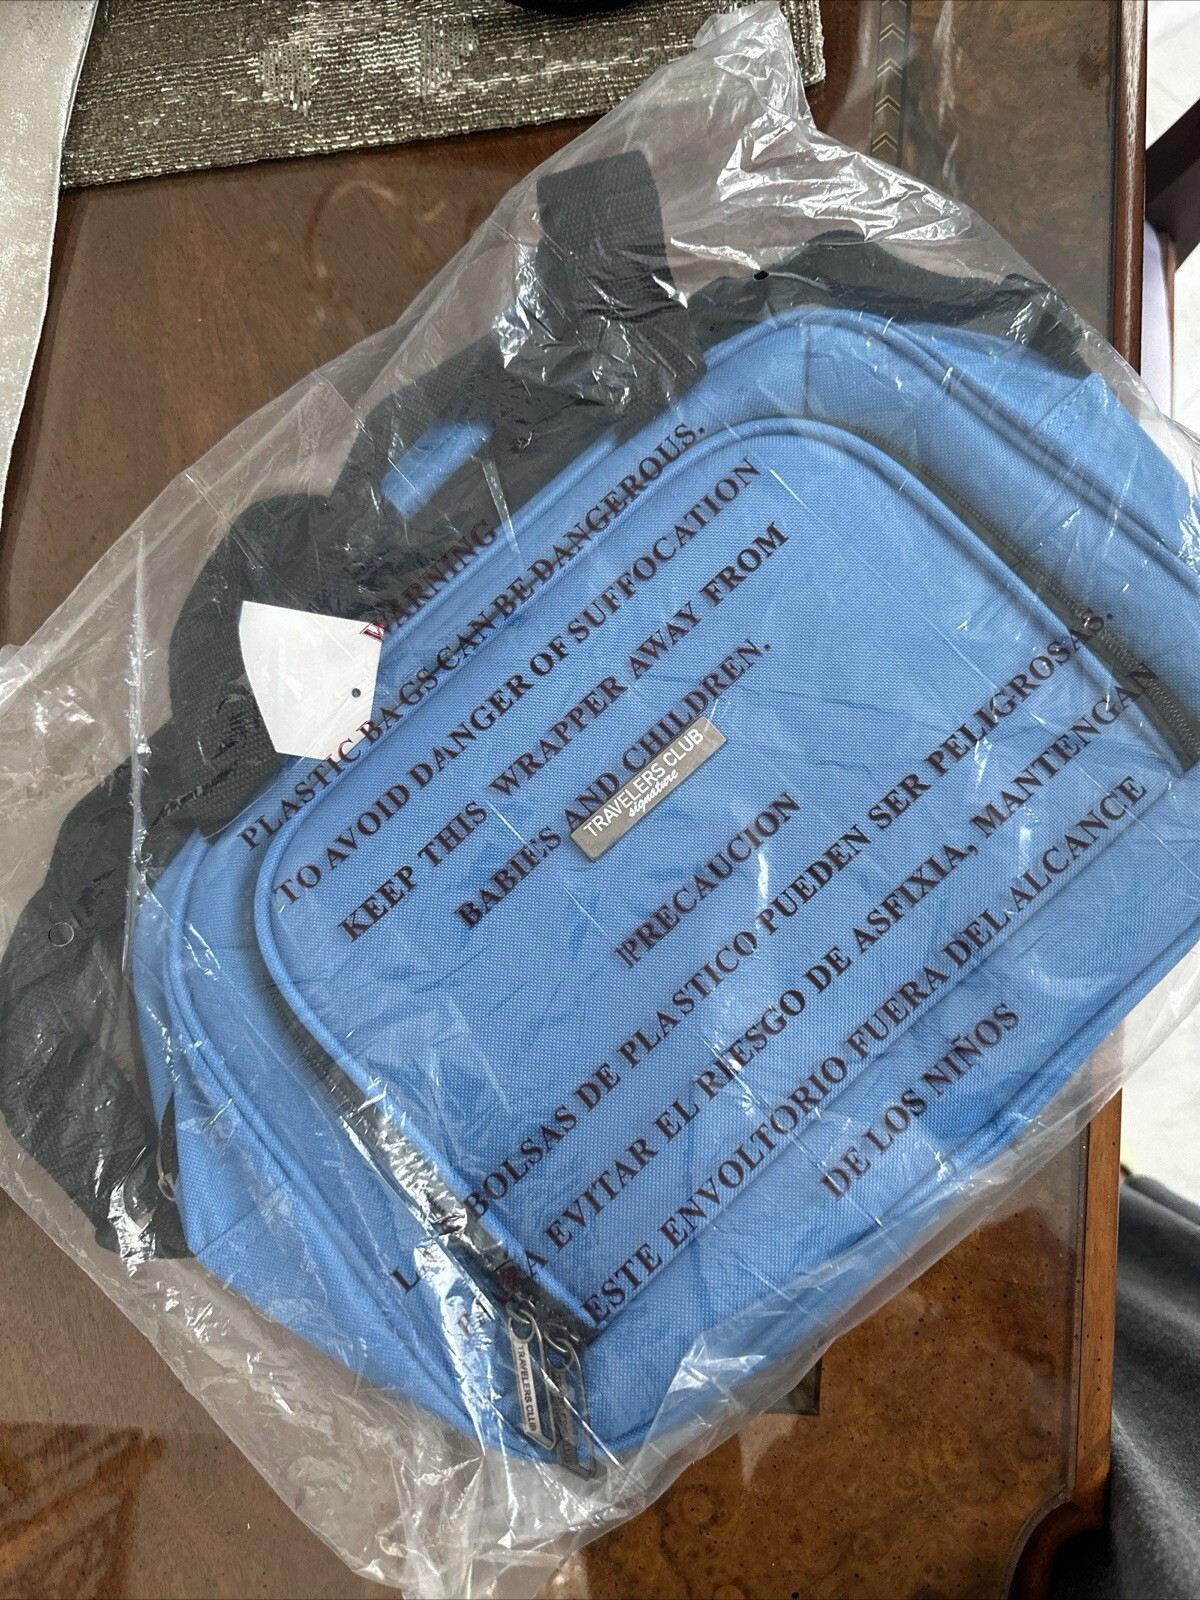 WARNING
PLASTIC BAGS CAN BE DANGEROUS.
TO AVOID DANGER OF SUFFOCATION
KEEP THIS WRAPPER AWAY FROM
BABIES AND CHILDREN.
TRAVELERS CLUB
signature
PRECAUCION
BOLSAS DE PLASTICO PUEDEN SER PELIGROSAS.
EVITAR EL RIESGO DE ASFIXIA, MANTENGAN
ESTE ENVOLTORIO FUERA DEL ALCANCE
DE LOS NIÑOS
TRAVELERS CLUB